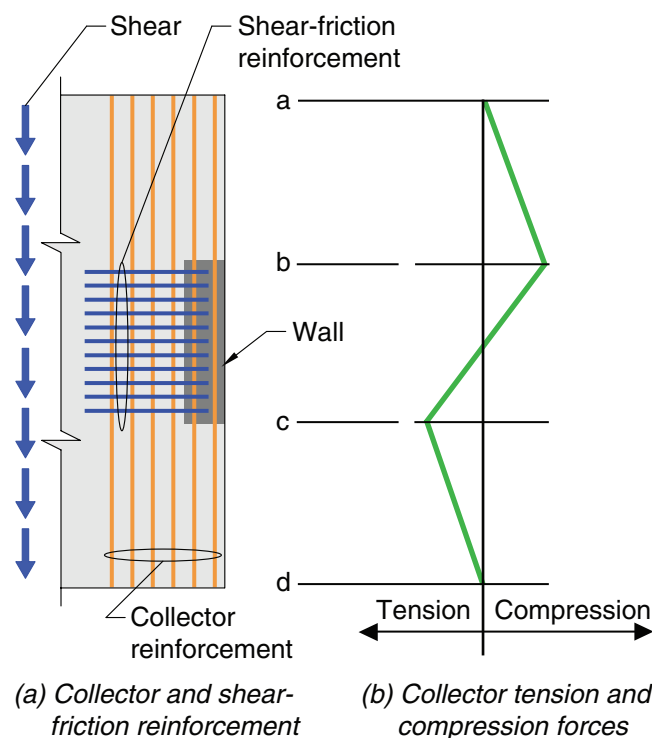 Shear
Shear-friction
reinforcement
a
b
Wall
c
d
Tension
Compression
Collector
reinforcement
(a) Collector and shear-
friction reinforcement
(b) Collector tension and
compression forces